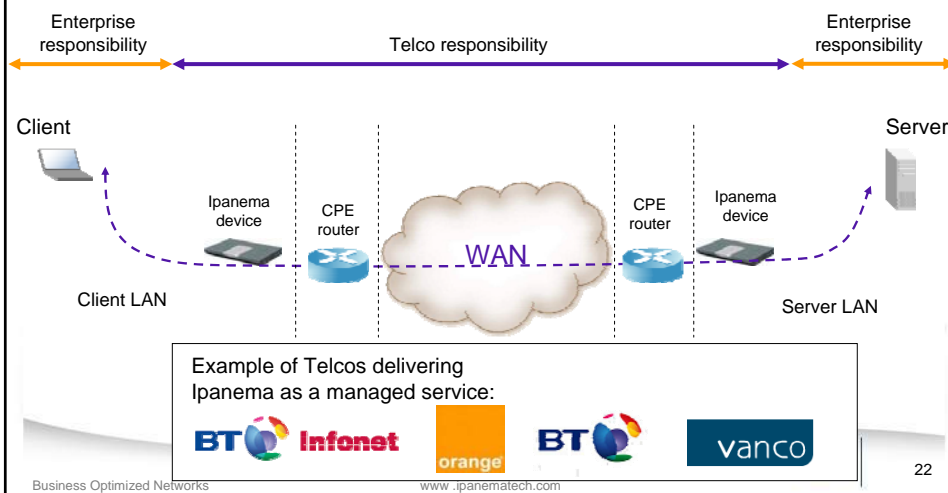 Enterprise
responsibility
Telco responsibility
Enterprise
responsibility
Client
Server
Ipanema
device
CPE
router
WAN
CPE
router
Ipanema
device
Client LAN
Server LAN
Example of Telcos delivering
Ipanema as a managed service:
BT Infonet
orange
BT
vanco
22
Business Optimized Networks
www .ipanematech.com